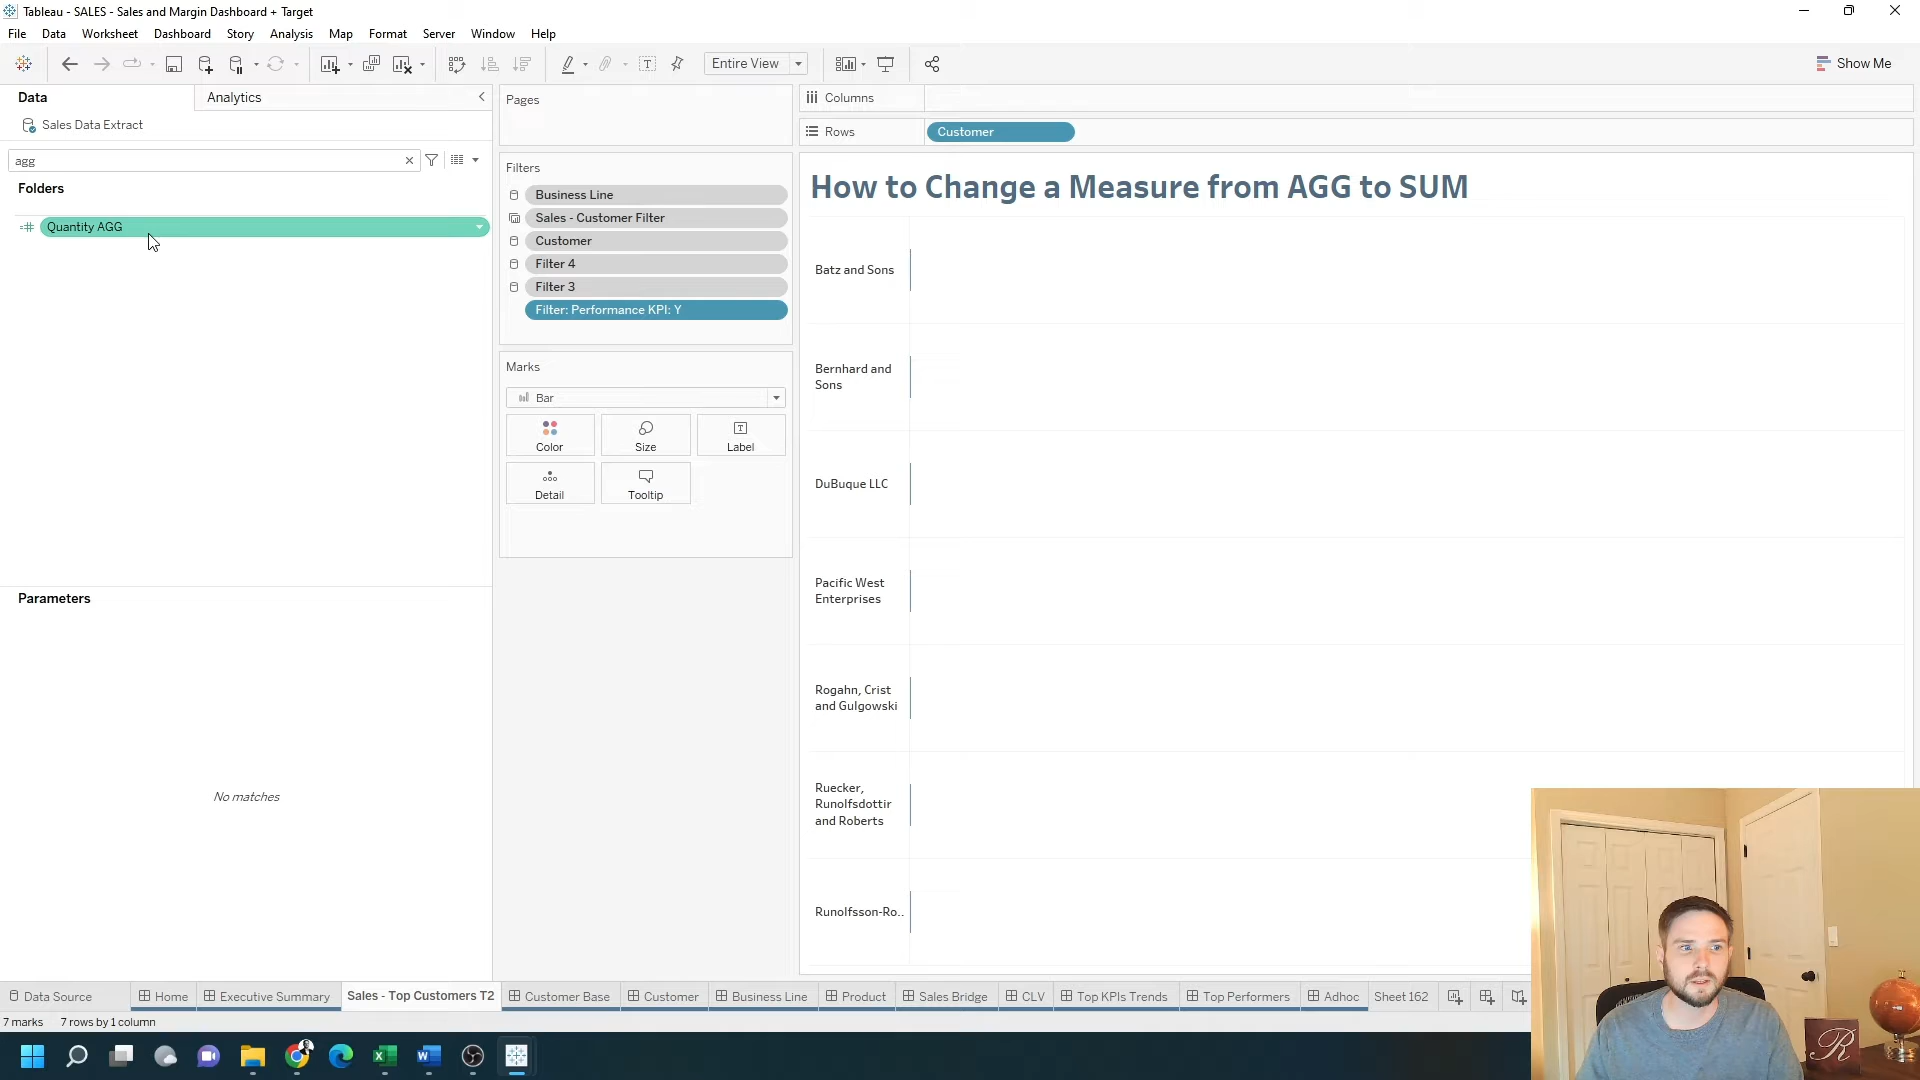 Tableau - SALES - Sales and Margin Dashboard + Target
File Data Worksheet Dashboard Story Analysis Map Format Server Window Help
Entire View
Show Me
Data
Analytics
Sales Data Extract
agg
Folders
Quantity AGG
Parameters
No matches
Pages
Filters
Business Line
Sales - Customer Filter
Customer
Filter 4
Filter 3
Filter: Performance KPI: Y
Marks
Bar
Color
Size
Label
Detail
Tooltip
Columns
Rows
Customer
How to Change a Measure from AGG to SUM
Batz and Sons
Bernhard and
Sons
DuBuque LLC
Pacific West
Enterprises
Rogahn, Crist
and Gulgowski
Ruecker,
Runolfsdottir
and Roberts
Runolfsson-Ro..
Data Source Home Executive Summary Sales - Top Customers T2 Customer Base Customer Business Line Product Sales Bridge CLV Top KPIs Trends Top Performers Adhoc Sheet 162
7 marks 7 rows by 1 column
R